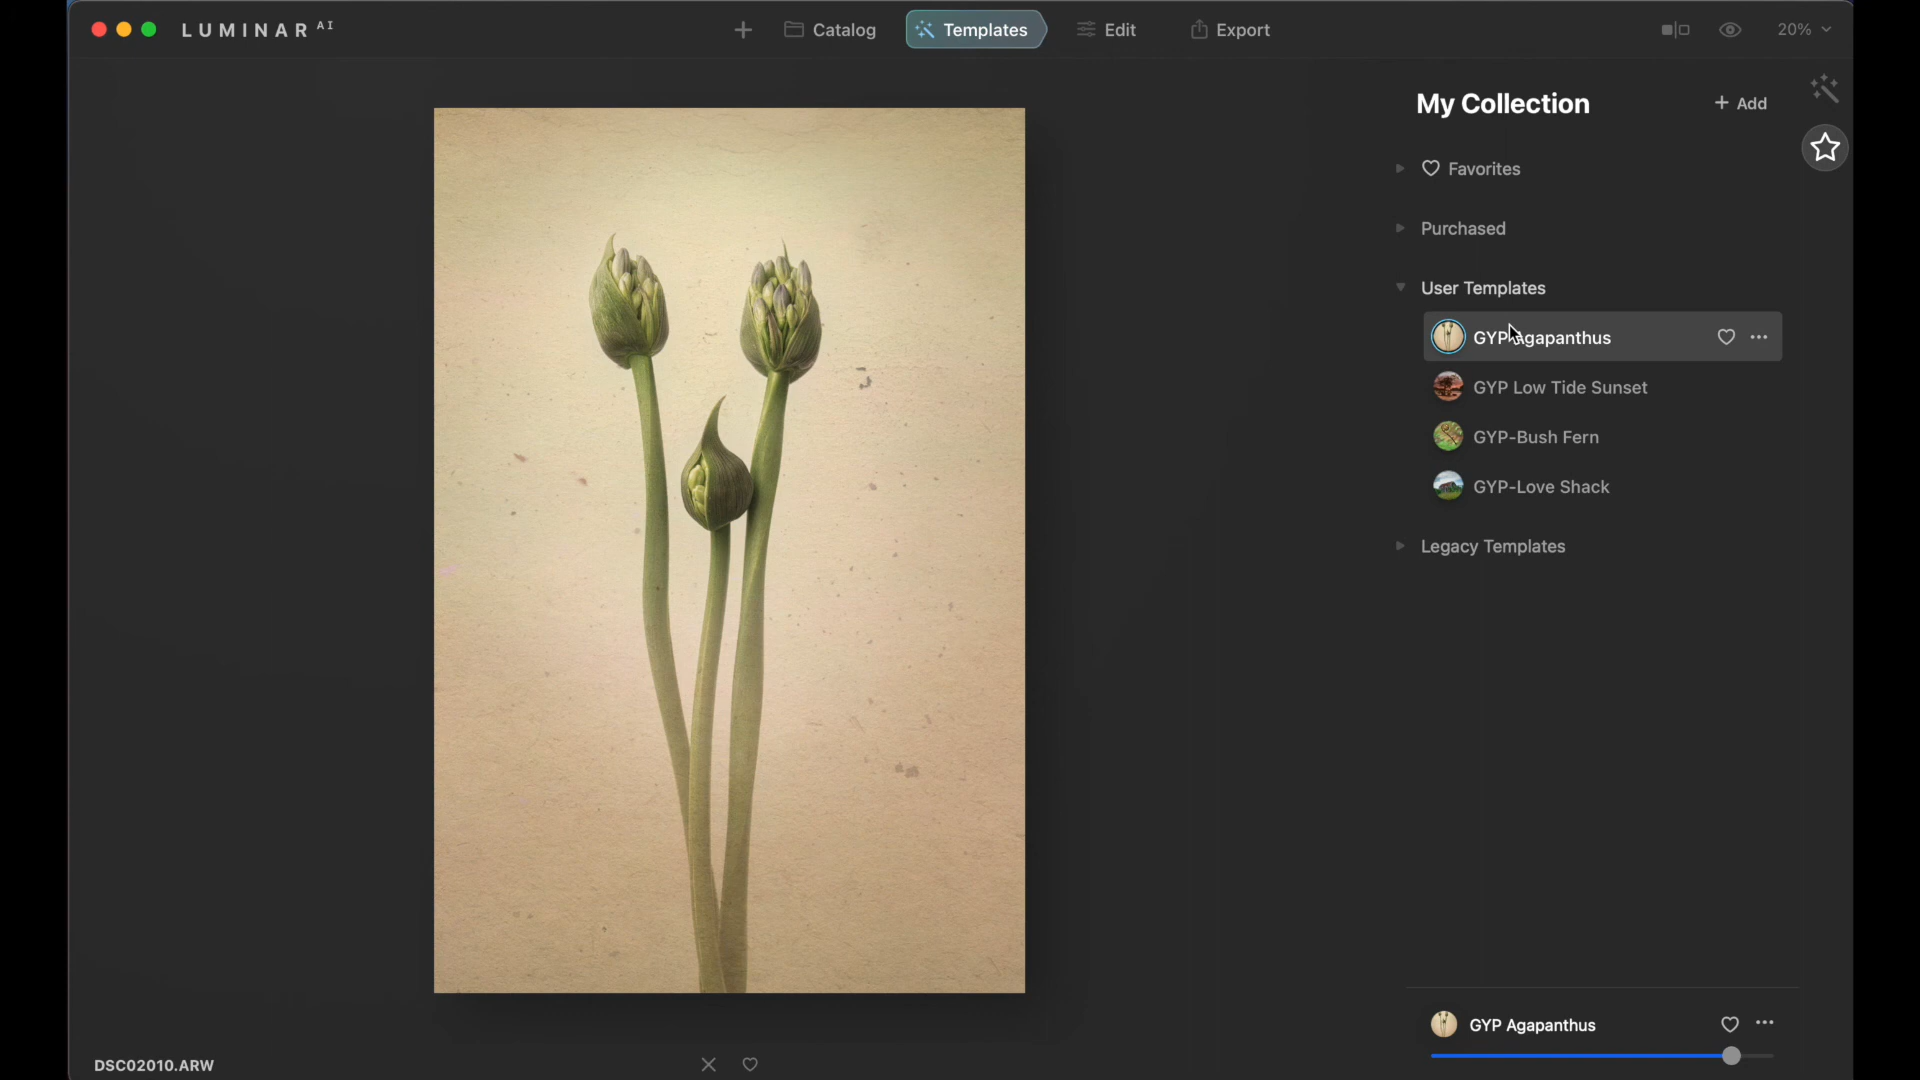 LUMINAR AI
Catalog
Templates
Edit
Export
20%
My Collection
+ Add
Favorites
Purchased
User Templates
GYP Agapanthus
GYP Low Tide Sunset
GYP-Bush Fern
GYP-Love Shack
Legacy Templates
GYP Agapanthus
DSC02010.ARW